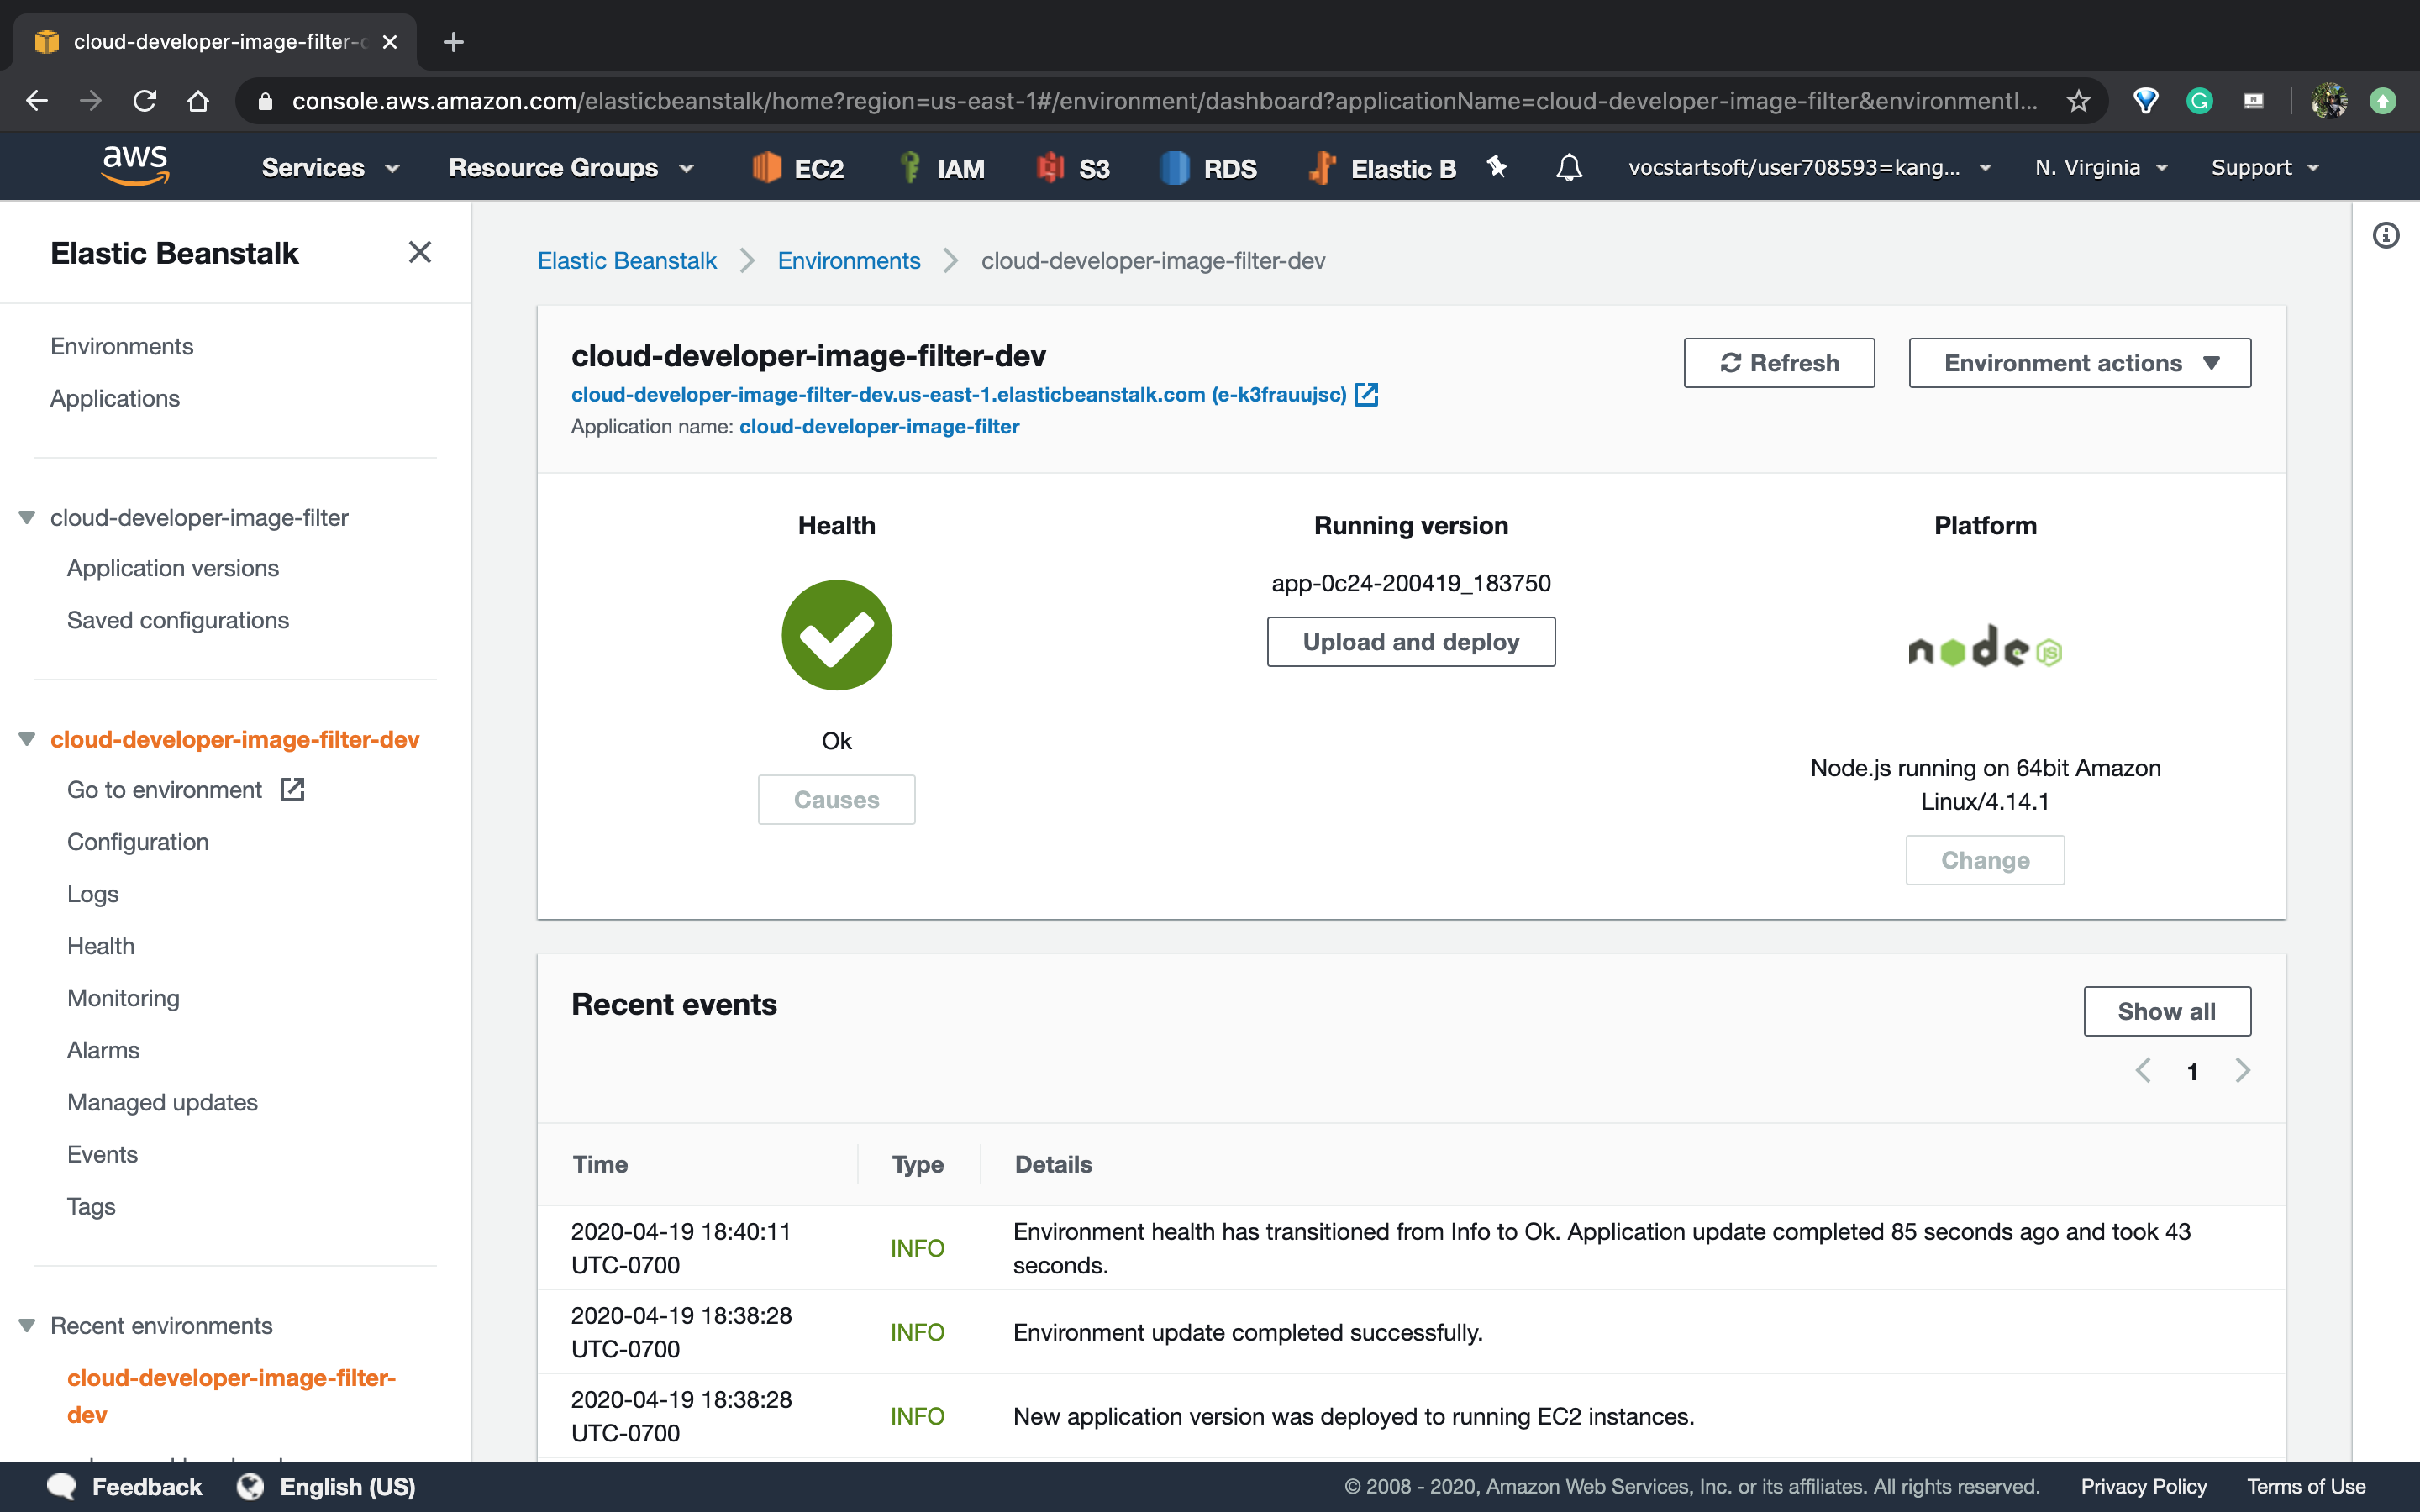 cloud-developer-image-filter-d
console.aws.amazon.com/elasticbeanstalk/home?region=us-east-1#/environment/dashboard?applicationName=cloud-developer-image-filter&environmentI...
aws
Services
Resource Groups
EC2
IAM
S3
RDS
Elastic B
vocstartsoft/user708593=kang...
N. Virginia
Support
Elastic Beanstalk
Environments
Applications
cloud-developer-image-filter
Application versions
Saved configurations
cloud-developer-image-filter-dev
Go to environment
Configuration
Logs
Health
Monitoring
Alarms
Managed updates
Events
Tags
Recent environments
cloud-developer-image-filter-
dev
Elastic Beanstalk
Environments
cloud-developer-image-filter-dev
cloud-developer-image-filter-dev
cloud-developer-image-filter-dev.us-east-1.elasticbeanstalk.com (e-k3frauujsc)
Application name: cloud-developer-image-filter
Refresh
Environment actions
Health
Ok
Causes
Running version
app-0c24-200419_183750
Upload and deploy
Platform
node JS
Node.js running on 64bit Amazon
Linux/4.14.1
Change
Recent events
Show all
1
Time
Type
Details
2020-04-19 18:40:11
UTC-0700
INFO
Environment health has transitioned from Info to Ok. Application update completed 85 seconds ago and took 43
seconds.
2020-04-19 18:38:28
UTC-0700
INFO
Environment update completed successfully.
2020-04-19 18:38:28
UTC-0700
INFO
New application version was deployed to running EC2 instances.
Feedback
English (US)
© 2008 - 2020, Amazon Web Services, Inc. or its affiliates. All rights reserved.
Privacy Policy
Terms of Use